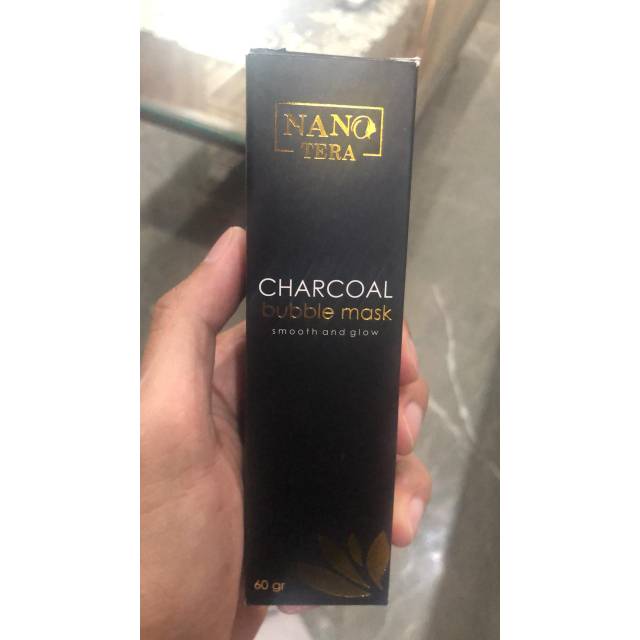 NANO
TERA
CHARCOAL
bubble mask
smooth and glow
60 gr